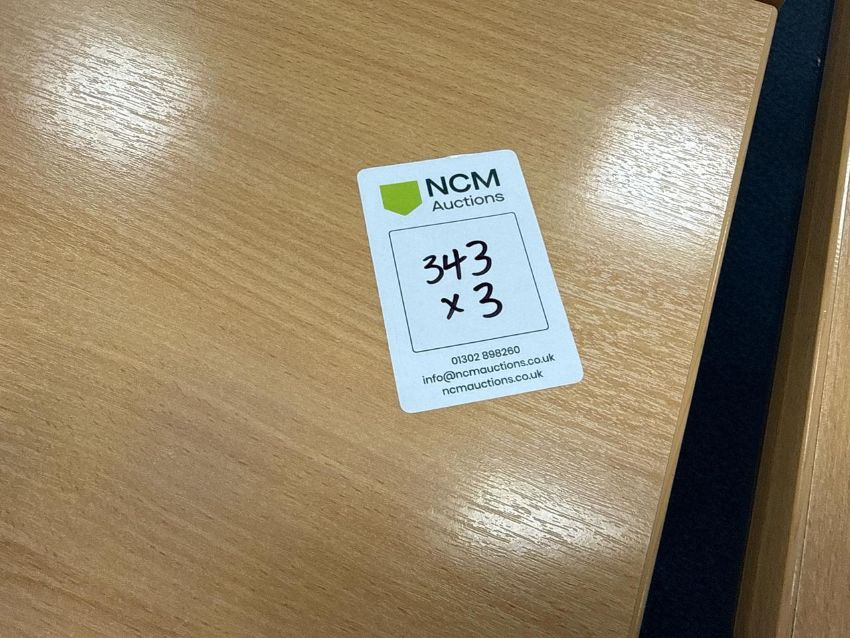 NCM
Auctions
343
x 3
01302 898260
info@ncmauctions.co.uk
ncmauctions.co.uk